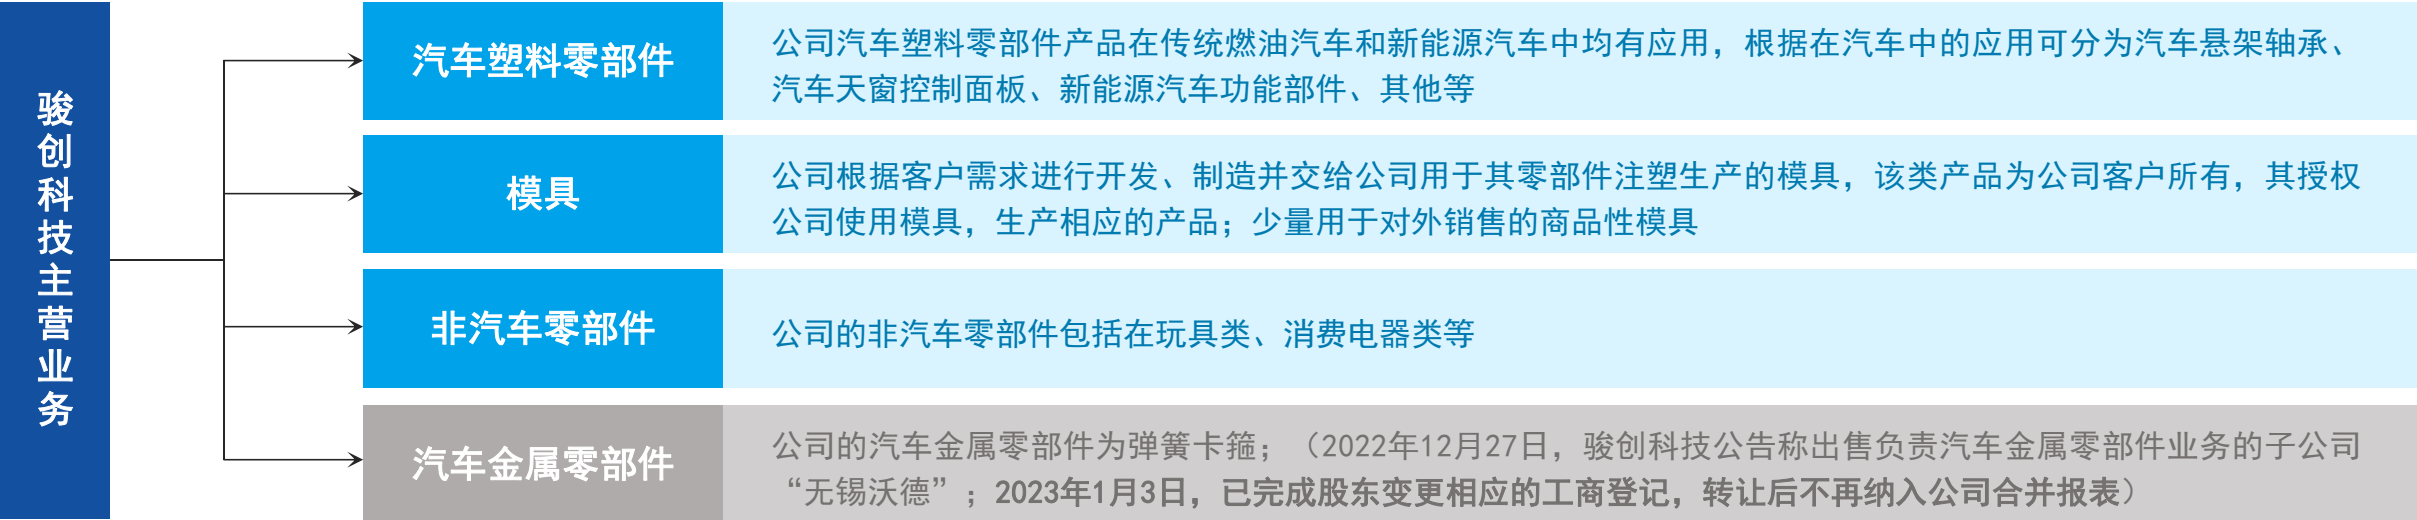 骏创科技主营业务
汽车塑料零部件
公司汽车塑料零部件产品在传统燃油汽车和新能源汽车中均有应用，根据在汽车中的应用可分为汽车悬架轴承、
汽车天窗控制面板、新能源汽车功能部件、其他等
模具
公司根据客户需求进行开发、制造并交给公司用于其零部件注塑生产的模具，该类产品为公司客户所有，其授权
公司使用模具，生产相应的产品；少量用于对外销售的商品性模具
非汽车零部件
公司的非汽车零部件包括在玩具类、消费电器类等
汽车金属零部件
公司的汽车金属零部件为弹簧卡箍；（2022年12月27日，骏创科技公告称出售负责汽车金属零部件业务的子公司
“无锡沃德”；2023年1月3日，已完成股东变更相应的工商登记，转让后不再纳入公司合并报表）